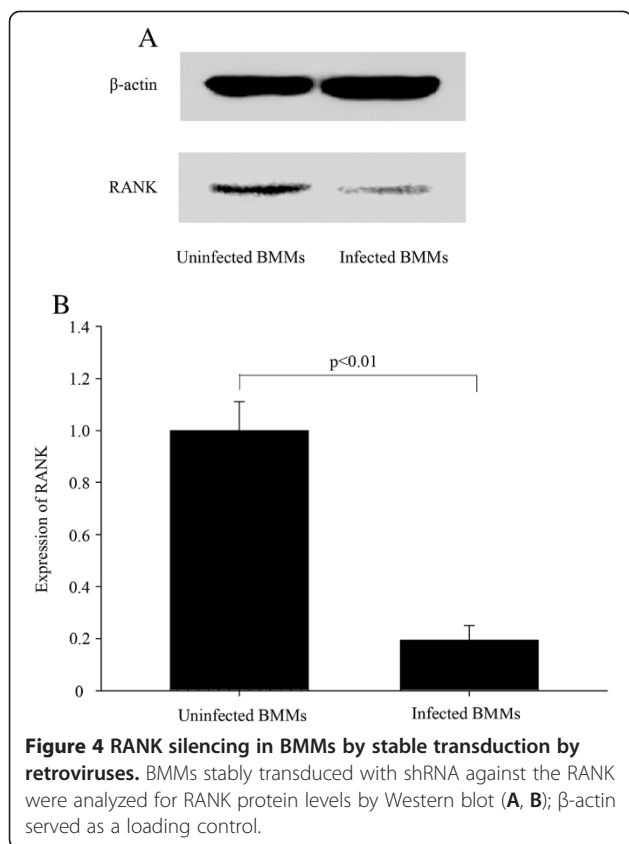 A
β-actin
RANK
Uninfected BMMs Infected BMMs
B
1.4
1.2
1.0
0.8
0.6
0.4
0.2
0
Expression of RANK
p<0.01
Uninfected BMMs Infected BMMs
Figure 4 RANK silencing in BMMs by stable transduction by
retroviruses. BMMs stably transduced with shRNA against the RANK
were analyzed for RANK protein levels by Western blot (A, B); β-actin
served as a loading control.